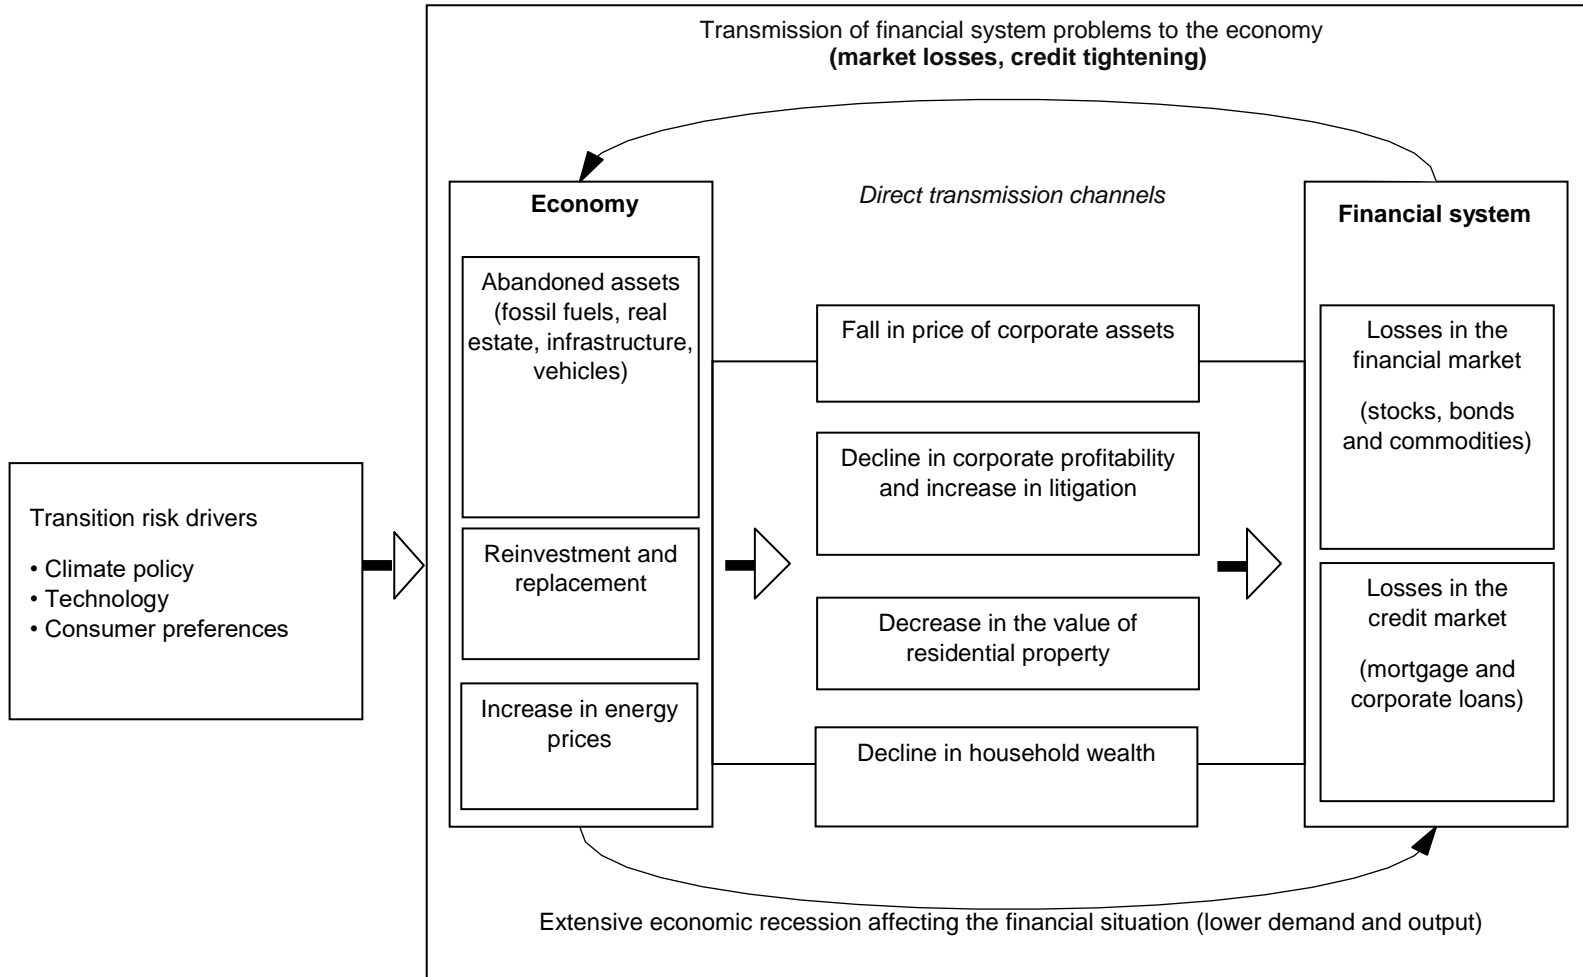 Transmission of financial system problems to the economy
(market losses, credit tightening)
Transition risk drivers
• Climate policy
• Technology
• Consumer preferences
Economy
Abandoned assets
(fossil fuels, real
estate, infrastructure,
vehicles)
Reinvestment and
replacement
Increase in energy
prices
Direct transmission channels
Fall in price of corporate assets
Decline in corporate profitability
and increase in litigation
Decrease in the value of
residential property
Decline in household wealth
Financial system
Losses in the
financial market
(stocks, bonds
and commodities)
Losses in the
credit market
(mortgage and
corporate loans)
Extensive economic recession affecting the financial situation (lower demand and output)